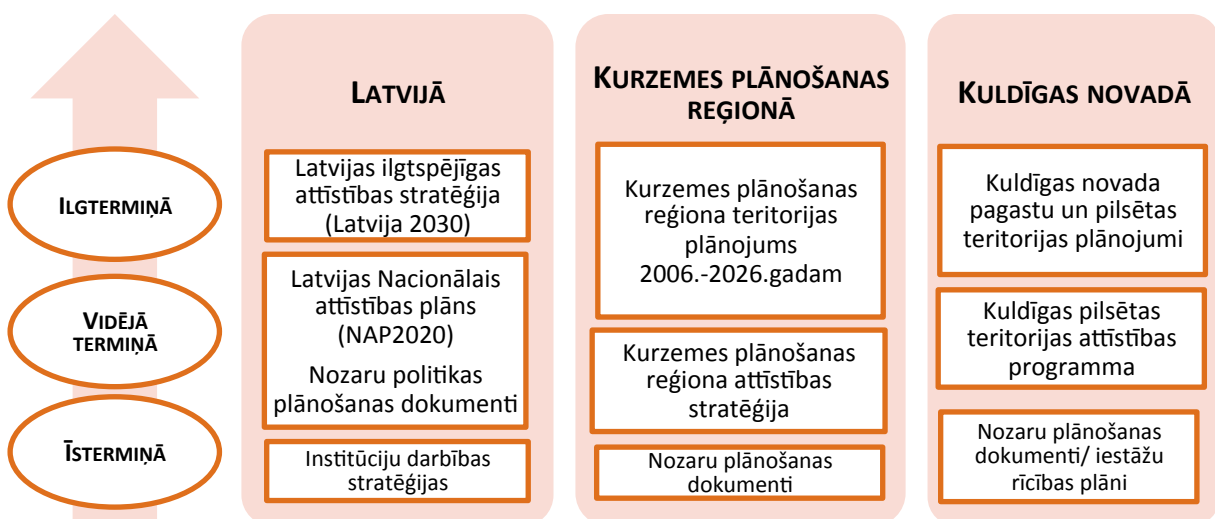 ILGTERMIŅĀ
VIDĒJĀ
TERMIŅĀ
ĪSTERMIŅĀ
LATVIJĀ
Latvijas ilgtspējīgas
attīstības stratēģija
(Latvija 2030)
Latvijas Nacionālais
attīstības plāns
(NAP2020)
Nozaru politikas
plānošanas dokumenti
Institūciju darbības
stratēģijas
KURZEMES PLĀNOŠANAS
REĢIONĀ
Kurzemes plānošanas
reģiona teritorijas
plānojums
2006.-2026.gadam
Kurzemes plānošanas
reģiona attīstības
stratēģija
Nozaru plānošanas
dokumenti
KULDĪGAS NOVADĀ
Kuldīgas novada
pagastu un pilsētas
teritorijas plānojumi
Kuldīgas pilsētas
teritorijas attīstības
programma
Nozaru plānošanas
dokumenti/ iestāžu
rīcības plāni